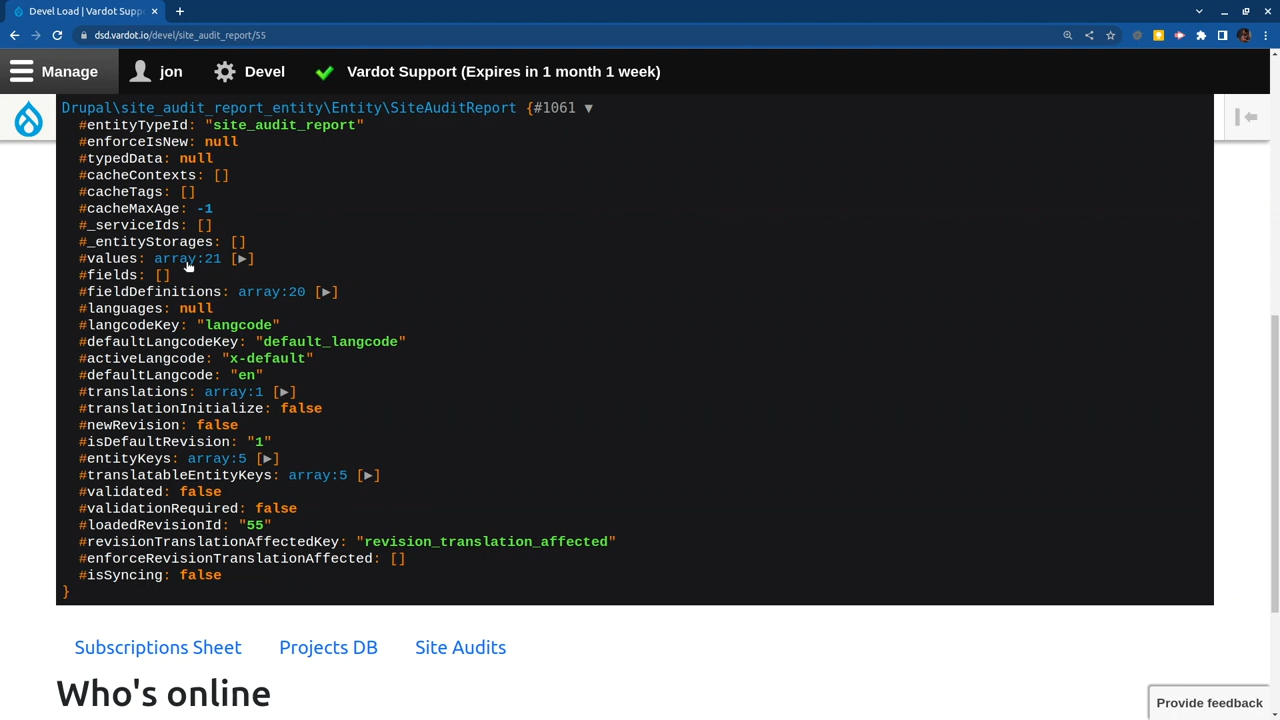 Devel Load | Vardot Supp
dsd.vardot.io/devel/site_audit_report/55
Manage jon Devel Vardot Support (Expires in 1 month 1 week)
Drupal\site_audit_report_entity\Entity\SiteAuditReport {#1061 ▼
#entityTypeId: "site_audit_report"
#enforceIsNew: null
#typedData: null
#cacheContexts: []
#cacheTags: []
#cacheMaxAge: -1
#_serviceIds: []
#_entityStorages: []
#values: array:21 [▶]
#fields: []
#fieldDefinitions: array:20 [▶]
#languages: null
#langcodeKey: "langcode"
#defaultLangcodeKey: "default_langcode"
#activeLangcode: "x-default"
#defaultLangcode: "en"
#translations: array:1 [▶]
#translationInitialize: false
#newRevision: false
#isDefaultRevision: "1"
#entityKeys: array:5 [▶]
#translatableEntityKeys: array:5 [▶]
#validated: false
#validationRequired: false
#loadedRevisionId: "55"
#revisionTranslationAffectedKey: "revision_translation_affected"
#enforceRevisionTranslationAffected: []
#isSyncing: false
}
Subscriptions Sheet Projects DB Site Audits
Who's online
Provide feedback